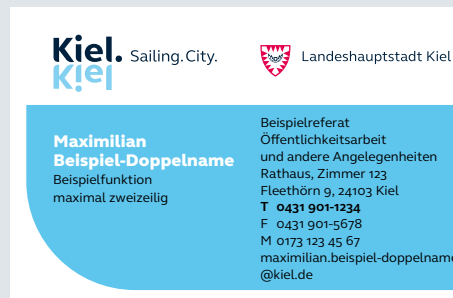 Kiel. Sailing.City.
Kiel
Landeshauptstadt Kiel
Maximilian
Beispiel-Doppelname
Beispielfunktion
maximal zweizeilig
Beispielreferat
Öffentlichkeitsarbeit
und andere Angelegenheiten
Rathaus, Zimmer 123
Fleethörn 9, 24103 Kiel
T 0431 901-1234
F 0431 901-5678
M 0173 123 45 67
maximilian.beispiel-doppelname
@kiel.de